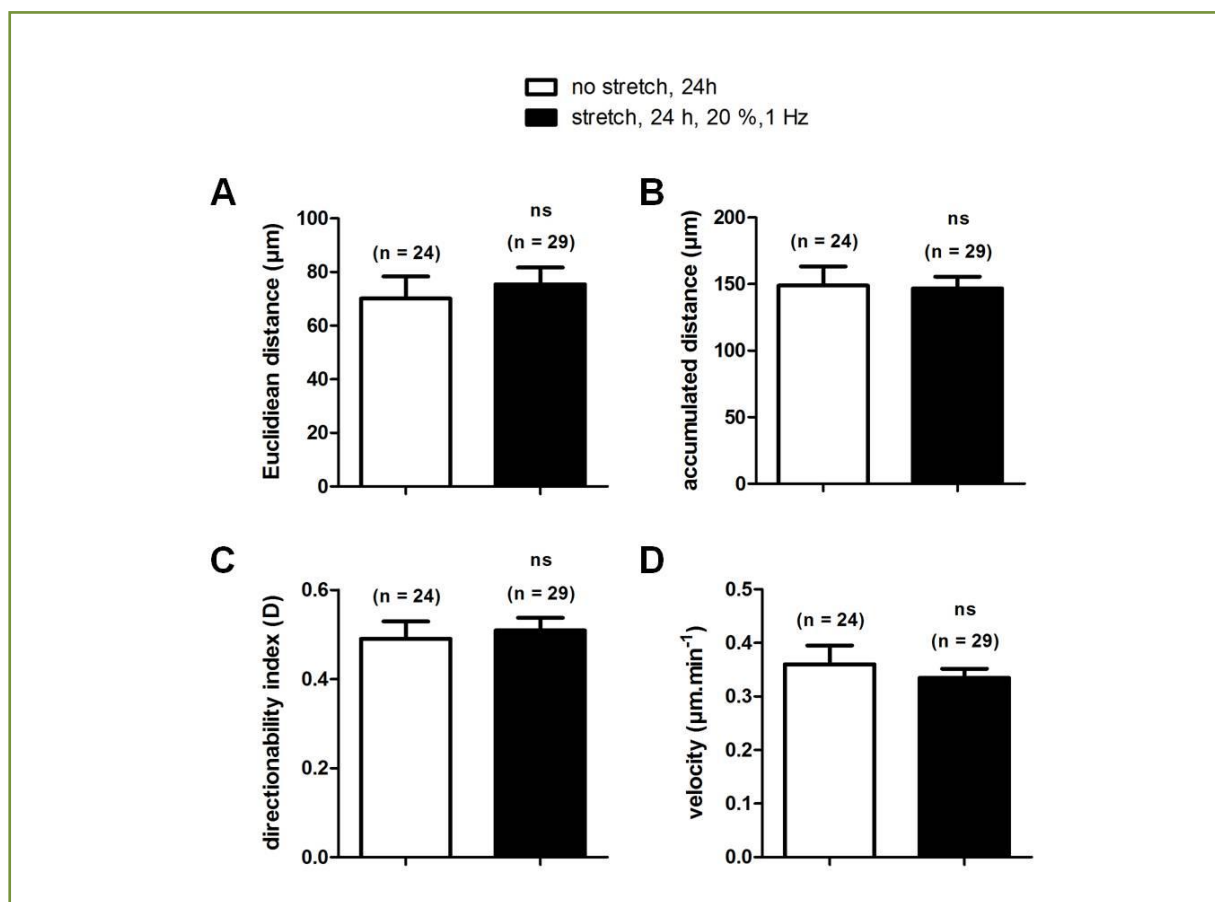 no stretch, 24h
stretch, 24 h, 20 %,1 Hz
A
Euclidiean distance (µm)
100
80
60
40
20
0
(n = 24)
ns
(n = 29)
B
accumulated distance (µm)
200
150
100
50
0
(n = 24)
ns
(n = 29)
C
directionability index (D)
0.6
0.4
0.2
0.0
(n = 24)
ns
(n = 29)
D
velocity (µm.min⁻¹)
0.5
0.4
0.3
0.2
0.1
0.0
(n = 24)
ns
(n = 29)